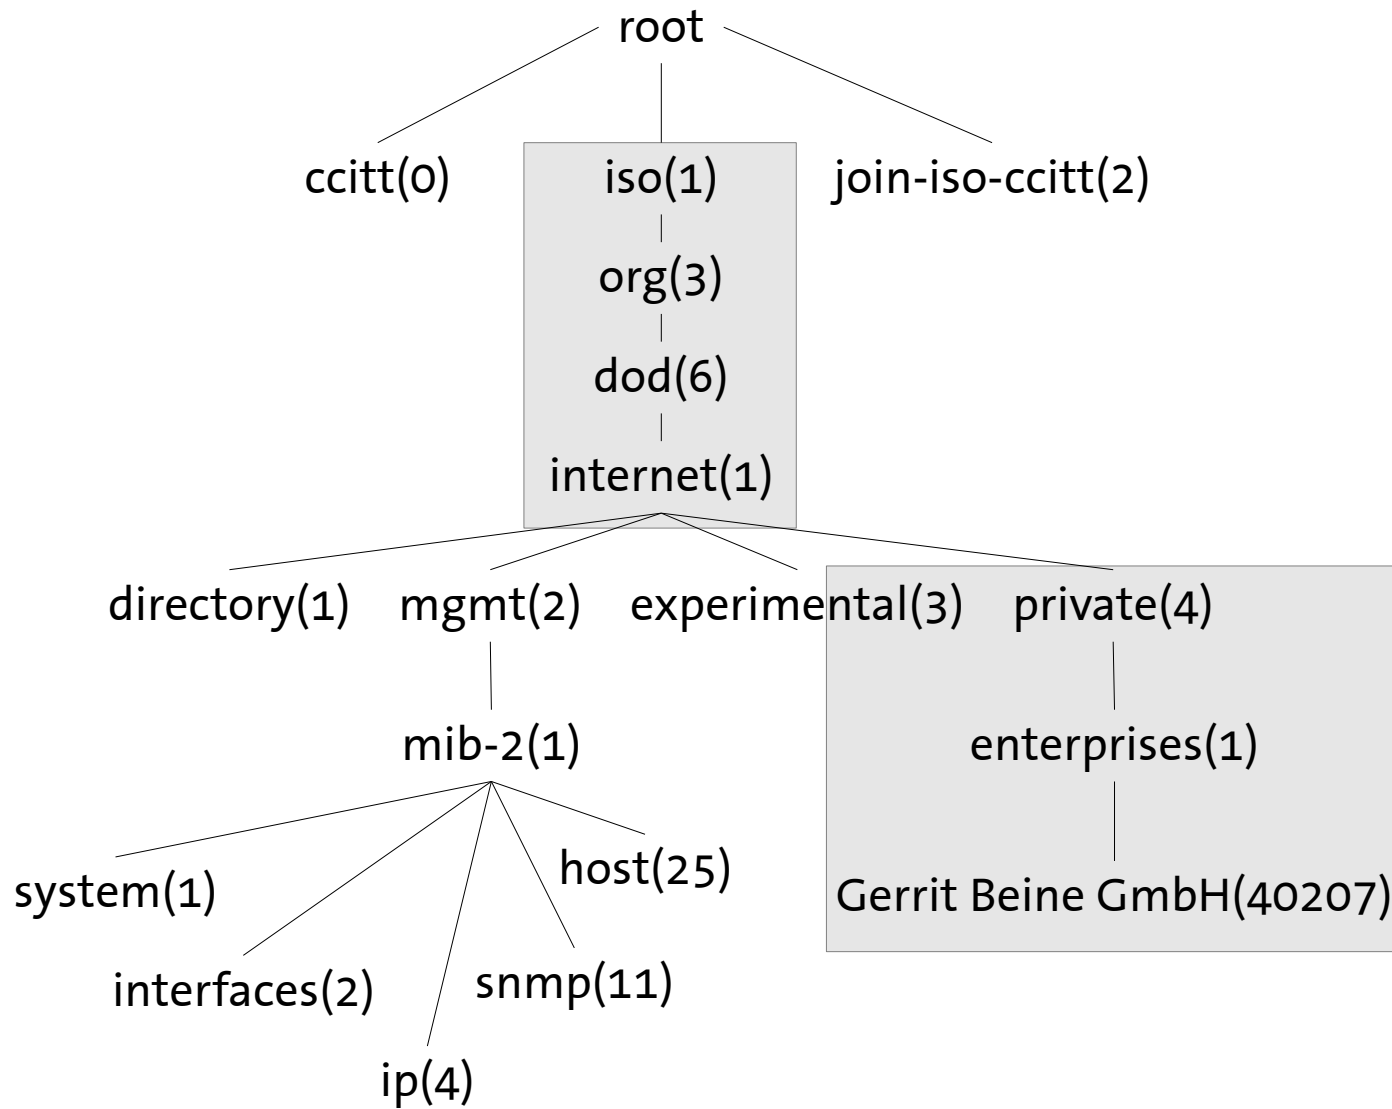 root
ccitt(0) iso(1) join-iso-ccitt(2)
org(3)
dod(6)
internet(1)
directory(1) mgmt(2) experimental(3) private(4)
mib-2(1) enterprises(1)
system(1) host(25) Gerrit Beine GmbH(40207)
interfaces(2) snmp(11)
ip(4)